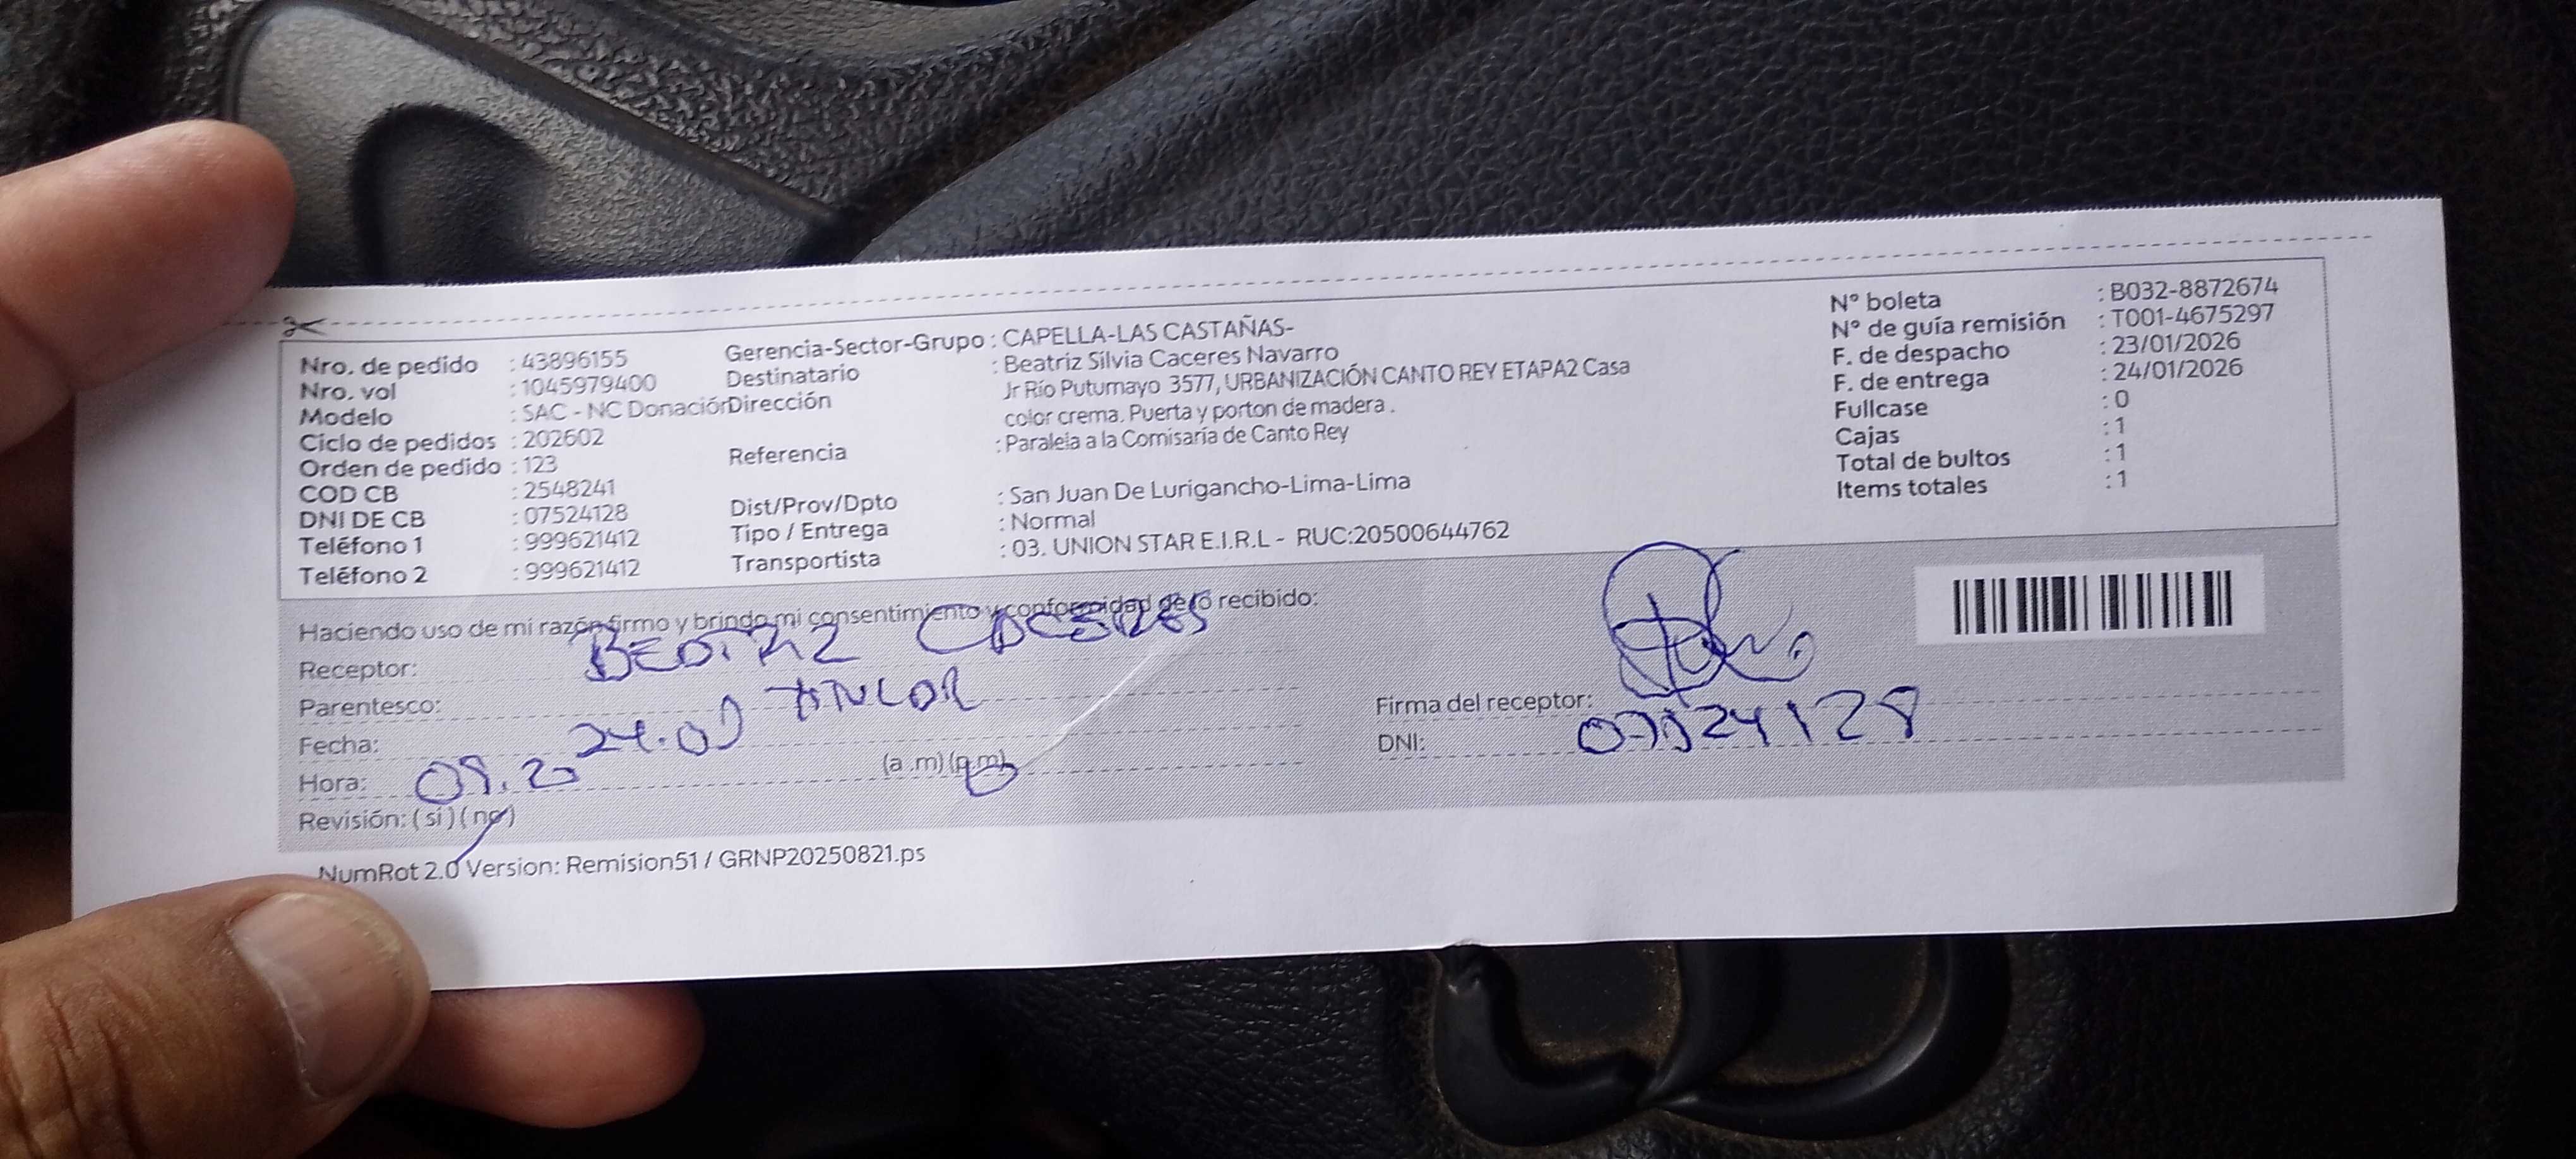 Nro. de pedido : 43896155
Nro. vol : 1045979400
Modelo : SAC - NC Donación
Ciclo de pedidos : 202602
Orden de pedido : 123
COD CB : 2548241
DNI DE CB : 07524128
Teléfono 1 : 999621412
Teléfono 2 : 999621412
Gerencia-Sector-Grupo : CAPELLA-LAS CASTAÑAS-
Destinatario : Beatriz Silvia Caceres Navarro
Dirección Jr Río Putumayo 3577, URBANIZACIÓN CANTO REY ETAPA2 Casa
color crema. Puerta y porton de madera .
Referencia : Paralela a la Comisaría de Canto Rey
Dist/Prov/Dpto : San Juan De Lurigancho-Lima-Lima
Tipo / Entrega : Normal
Transportista : 03. UNION STAR E.I.R.L - RUC:20500644762
N° boleta : B032-8872674
N° de guía remisión : T001-4675297
F. de despacho : 23/01/2026
F. de entrega : 24/01/2026
Fullcase : 0
Cajas : 1
Total de bultos : 1
Items totales : 1
Haciendo uso de mi razón firmo y brindo mi consentimiento y conformidad de lo recibido:
Receptor: BEATRIZ CACERES
Parentesco: TITULAR
Fecha: 24.01
Hora: 09.20 (a .m) (p.m)
Revisión: ( si ) ( no )
Firma del receptor:
DNI: 07524128
NumRot 2.0 Version: Remision51 / GRNP20250821.ps